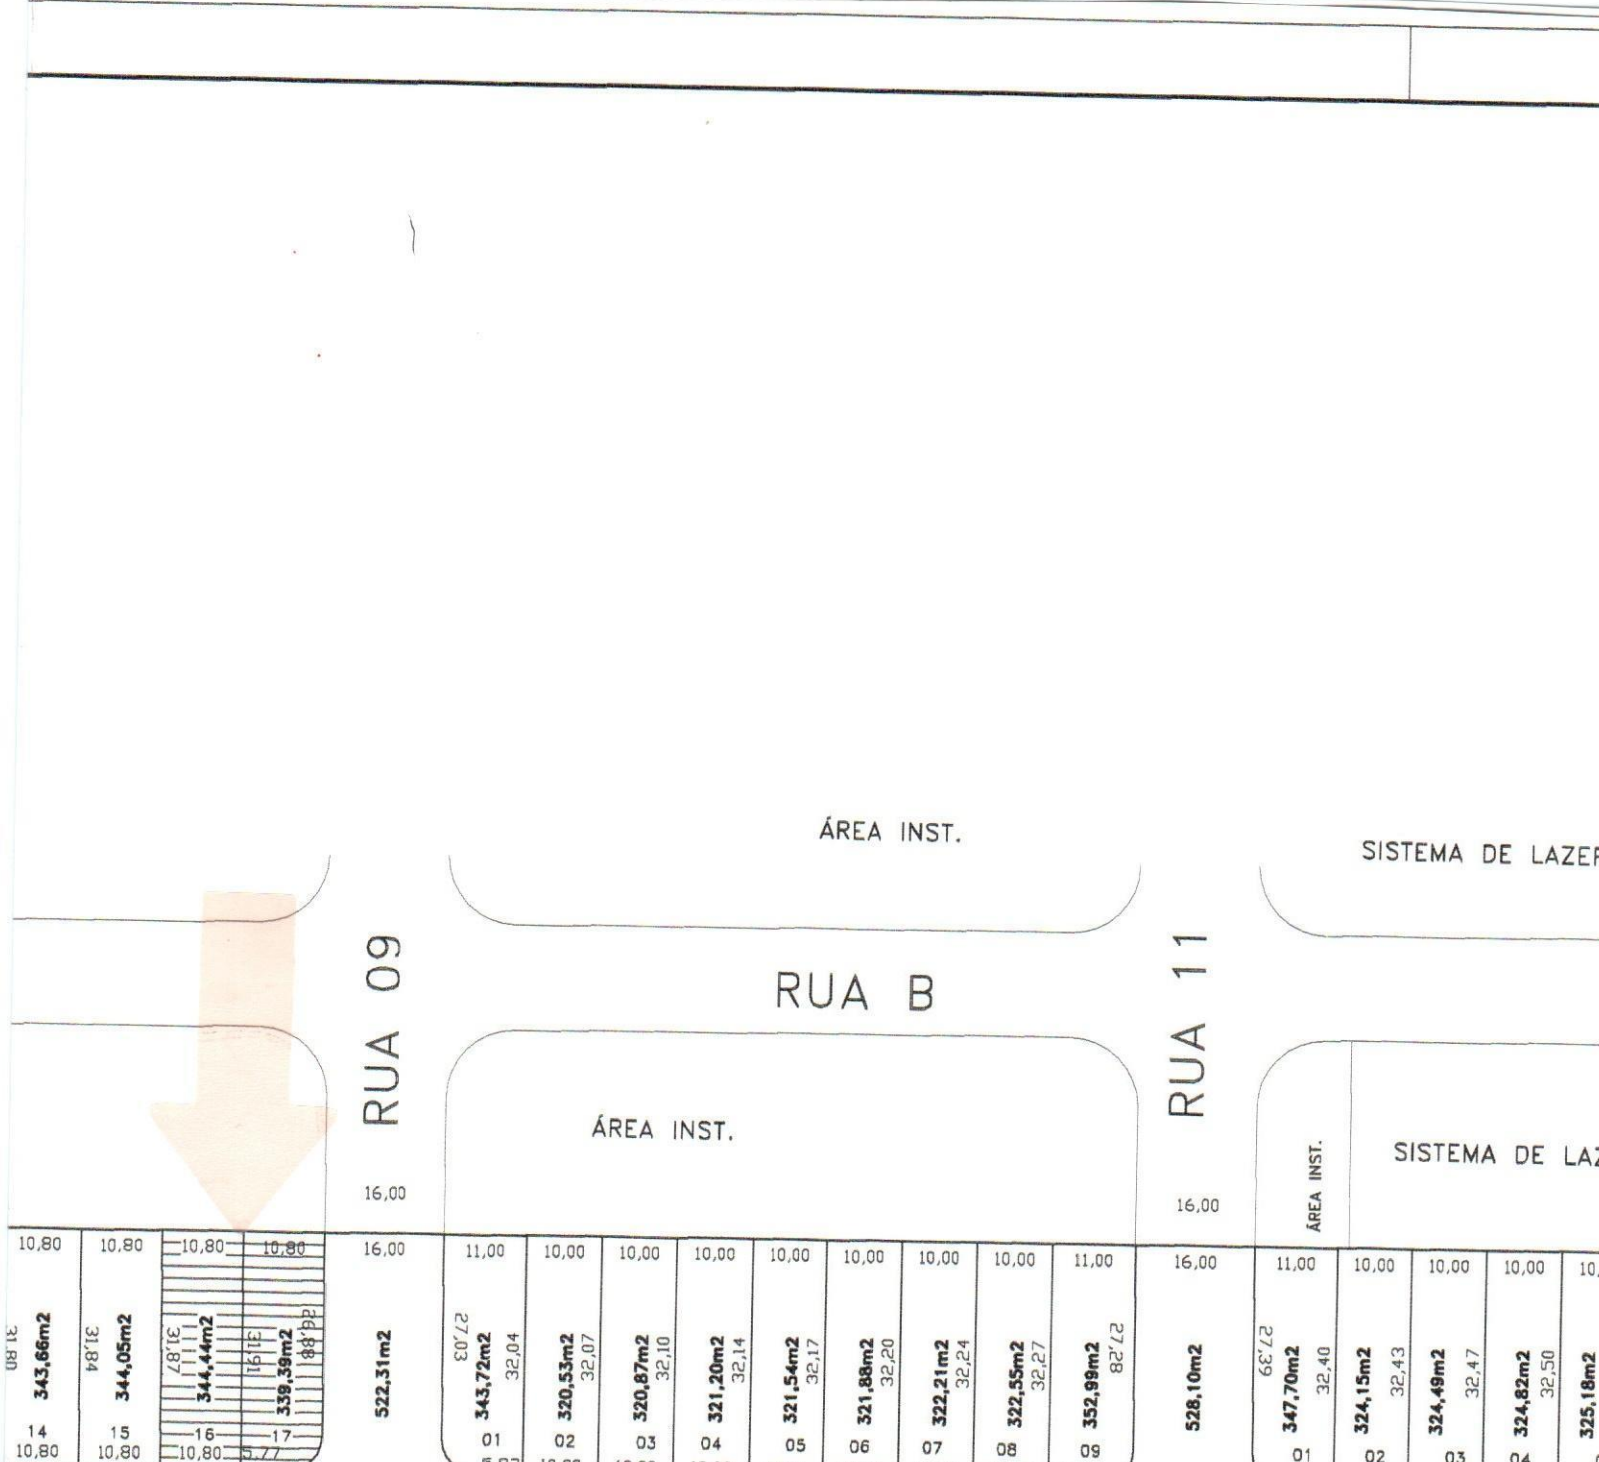 ÁREA INST.
SISTEMA DE LAZER
RUA 09
RUA B
RUA 11
ÁREA INST.
ÁREA INST.
SISTEMA DE LAZ
16,00
16,00
10,80 10,80 10,80 10,80 16,00 11,00 10,00 10,00 10,00 10,00 10,00 10,00 10,00 11,00 16,00 11,00 10,00 10,00 10,00 10,
31,80
343,66m2
31,84
344,05m2
31,87
344,44m2
31,91
339,39m2
26,88
522,31m2
27,03
343,72m2
32,04
320,53m2
32,07
320,87m2
32,10
321,20m2
32,14
321,54m2
32,17
321,88m2
32,20
322,21m2
32,24
322,55m2
32,27
352,99m2
27,28
528,10m2
27,39
347,70m2
32,40
324,15m2
32,43
324,49m2
32,47
324,82m2
32,50
325,18m2
14 15 16 17 01 02 03 04 05 06 07 08 09 01 02 03 04
10,80 10,80 10,80 5,77